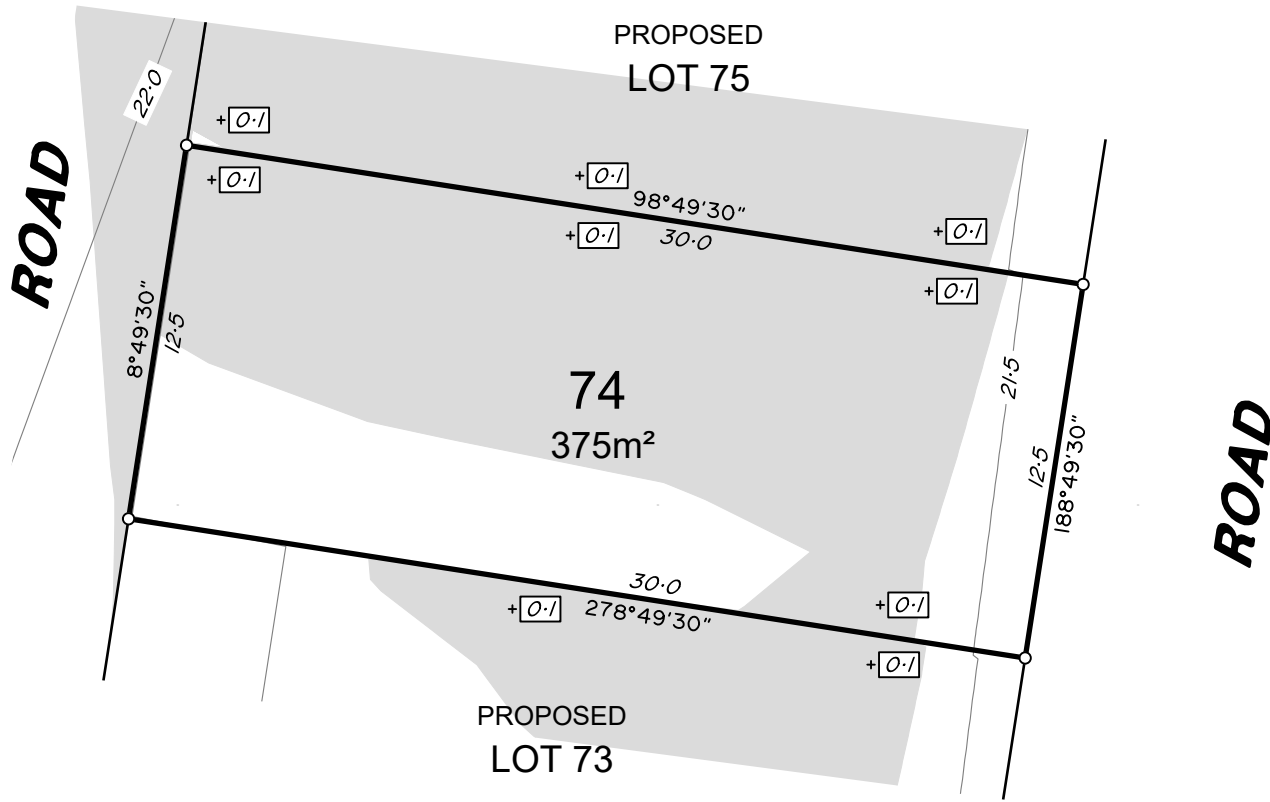 PROPOSED
LOT 75
22·0
ROAD
+ 0·1
+ 0·1
+ 0·1
+ 0·1
98°49'30"
30·0
+ 0·1
+ 0·1
8°49'30"
12·5
74
375m²
21·5
12·5
188°49'30"
ROAD
30·0
278°49'30"
+ 0·1
+ 0·1
+ 0·1
PROPOSED
LOT 73